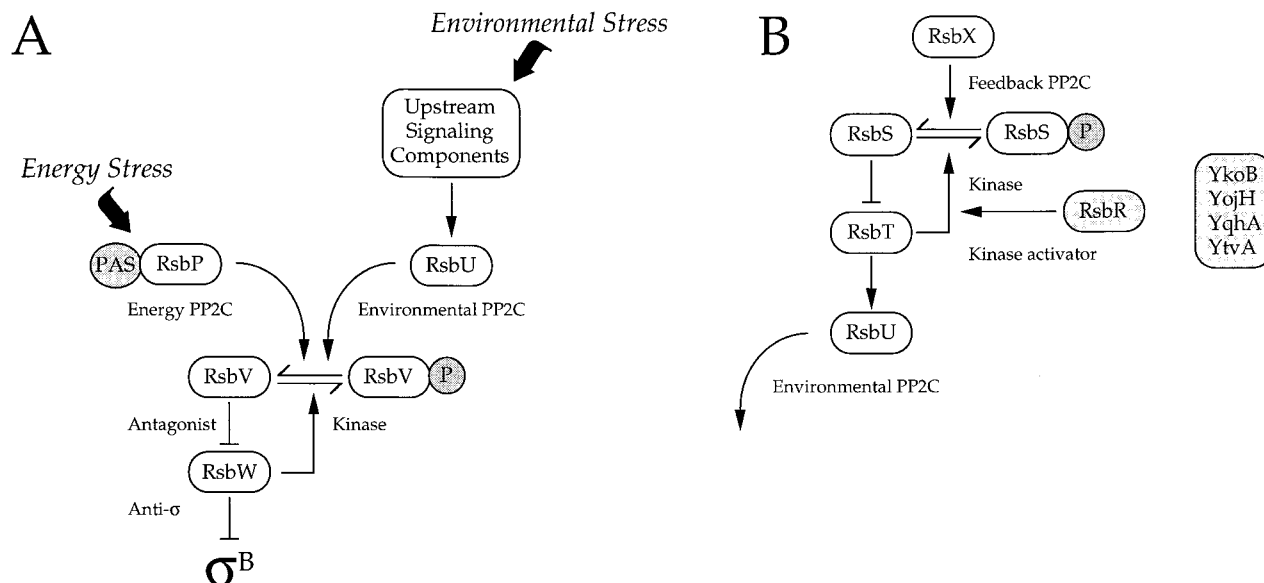 A
Environmental Stress
Upstream
Signaling
Components
Energy Stress
PAS
RsbP
RsbU
Energy PP2C
Environmental PP2C
RsbV
RsbV
P
Antagonist
Kinase
RsbW
Anti-σ
σB
B
RsbX
Feedback PP2C
RsbS
RsbS
P
Kinase
RsbT
RsbR
Kinase activator
RsbU
Environmental PP2C
YkoB
YojH
YqhA
YtvA